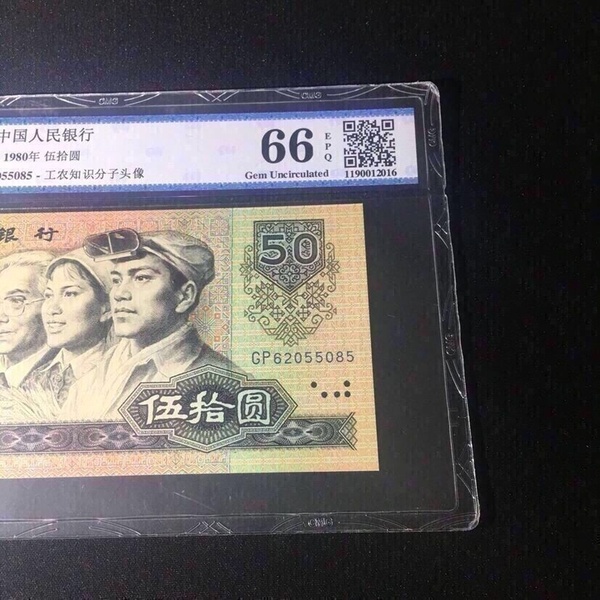 中国人民银行
1980年 伍拾圆
55085 - 工农知识分子头像
66
EPQ
Gem Uncirculated
1190012016
银行
50
GP62055085
伍拾圆